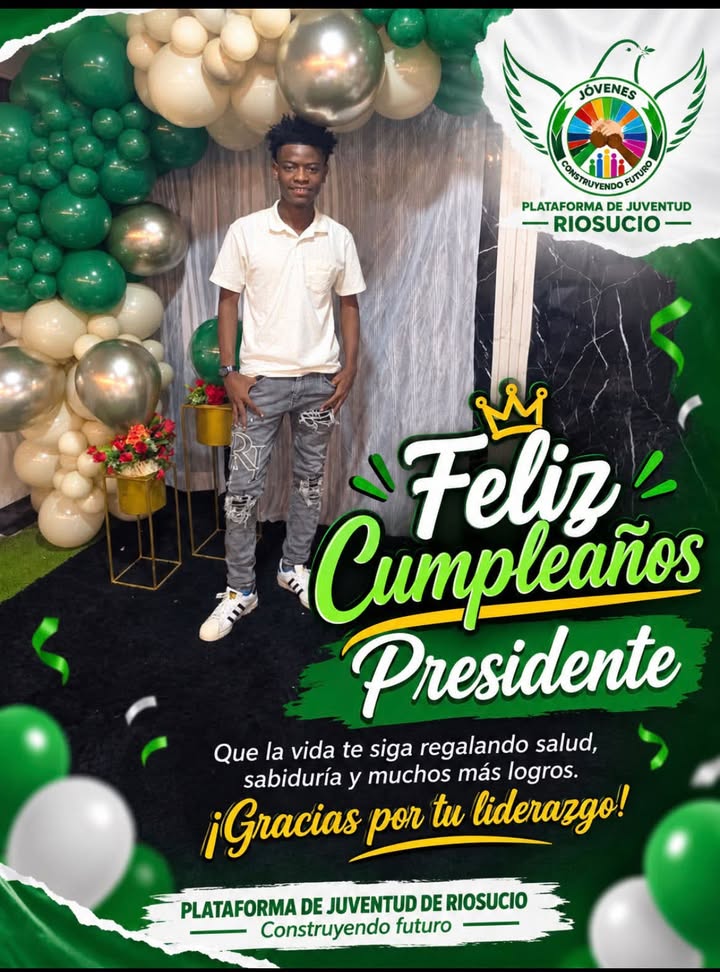 JÓVENES
CONSTRUYENDO FUTURO
PLATAFORMA DE JUVENTUD
RIOSUCIO
Feliz
Cumpleaños
Presidente
Que la vida te siga regalando salud,
sabiduría y muchos más logros.
¡Gracias por tu liderazgo!
PLATAFORMA DE JUVENTUD DE RIOSUCIO
Construyendo futuro